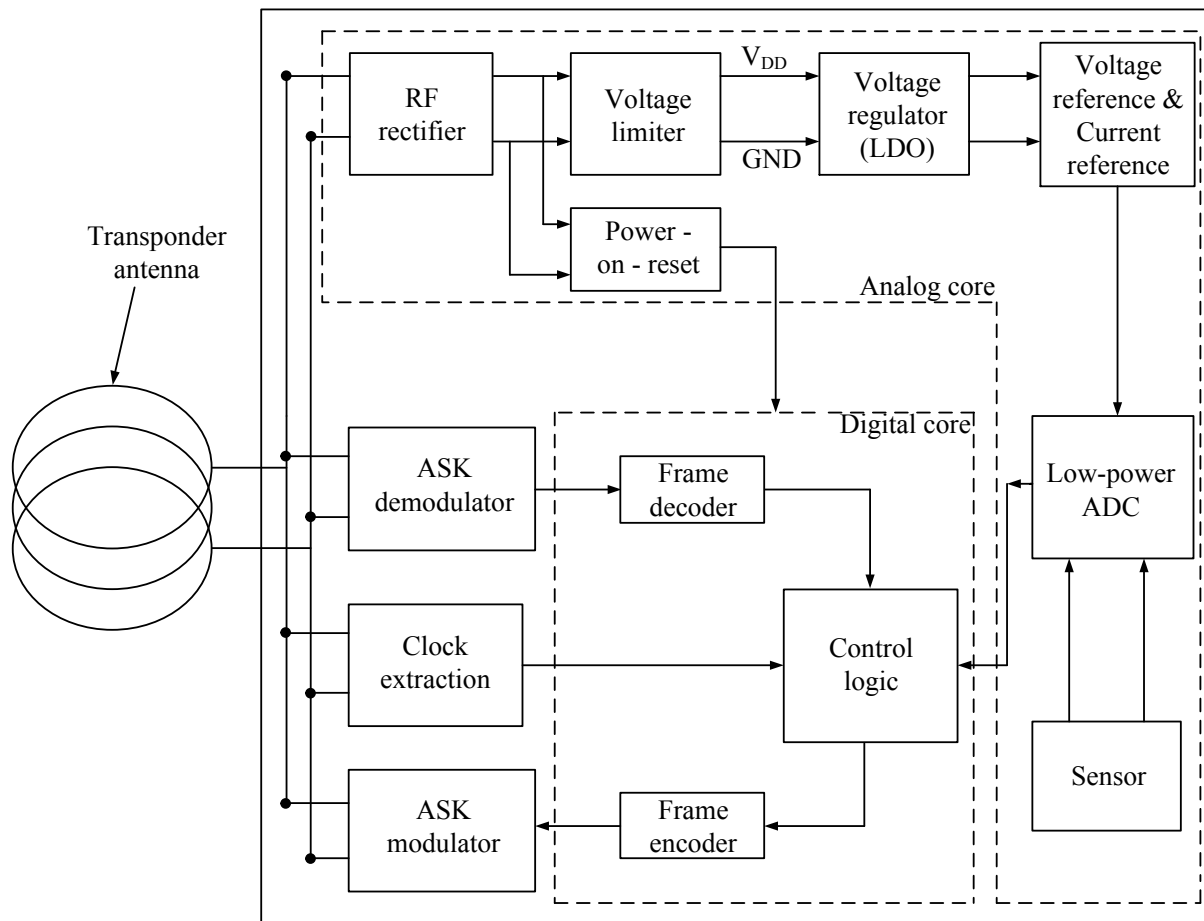 RF
rectifier
Voltage
limiter
V_DD
GND
Voltage
regulator
(LDO)
Voltage
reference &
Current
reference
Power -
on - reset
Analog core
Transponder
antenna
Digital core
ASK
demodulator
Frame
decoder
Low-power
ADC
Clock
extraction
Control
logic
Sensor
ASK
modulator
Frame
encoder